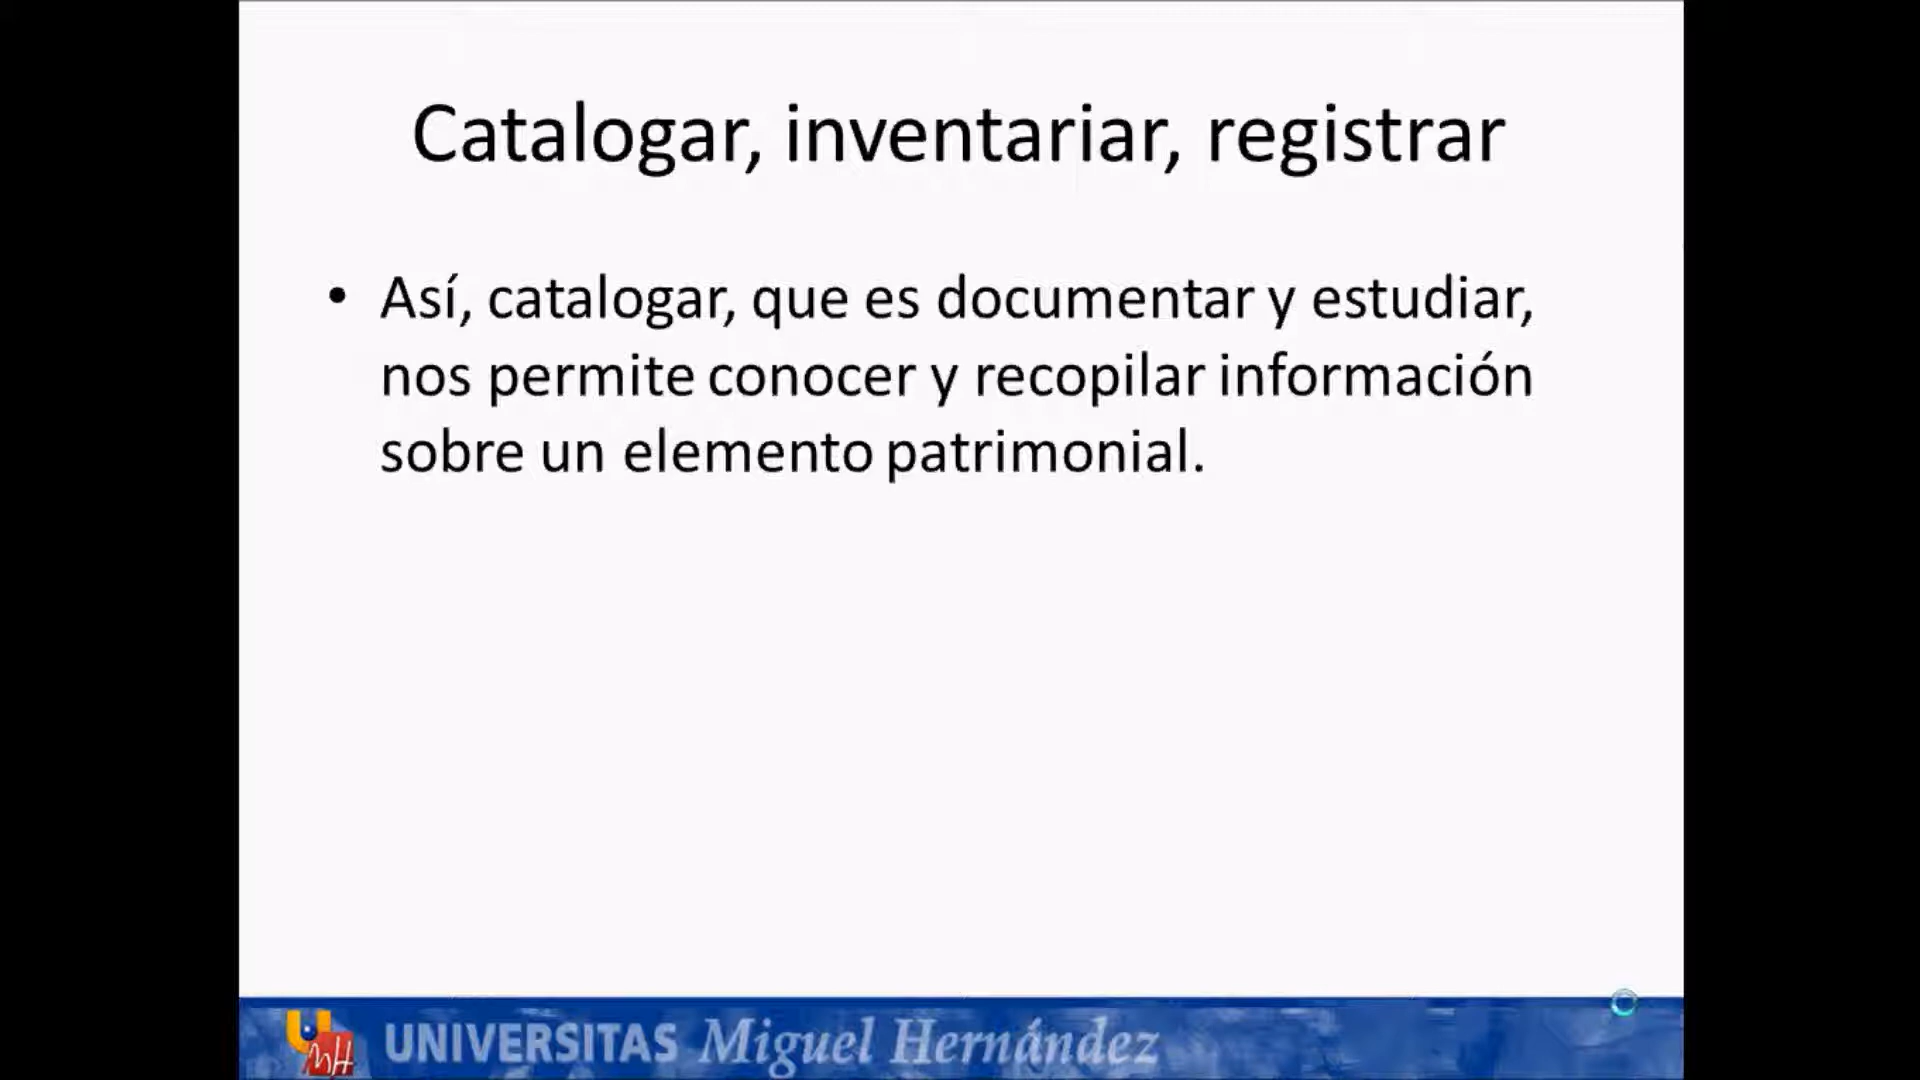 Catalogar, inventariar, registrar
• Así, catalogar, que es documentar y estudiar,
nos permite conocer y recopilar información
sobre un elemento patrimonial.
UMH UNIVERSITAS Miguel Hernández